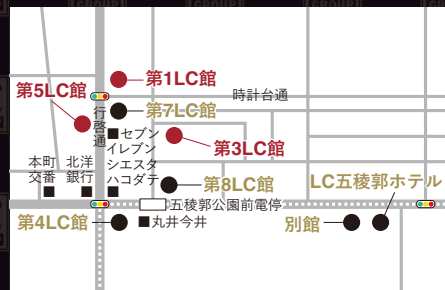 第1LC館
第5LC館
時計台通
第7LC館
行啓通
セブン
イレブン
第3LC館
シエスタ
ハコダテ
本町
交番
北洋
銀行
第8LC館
LC五稜郭ホテル
五稜郭公園前電停
第4LC館
丸井今井
別館